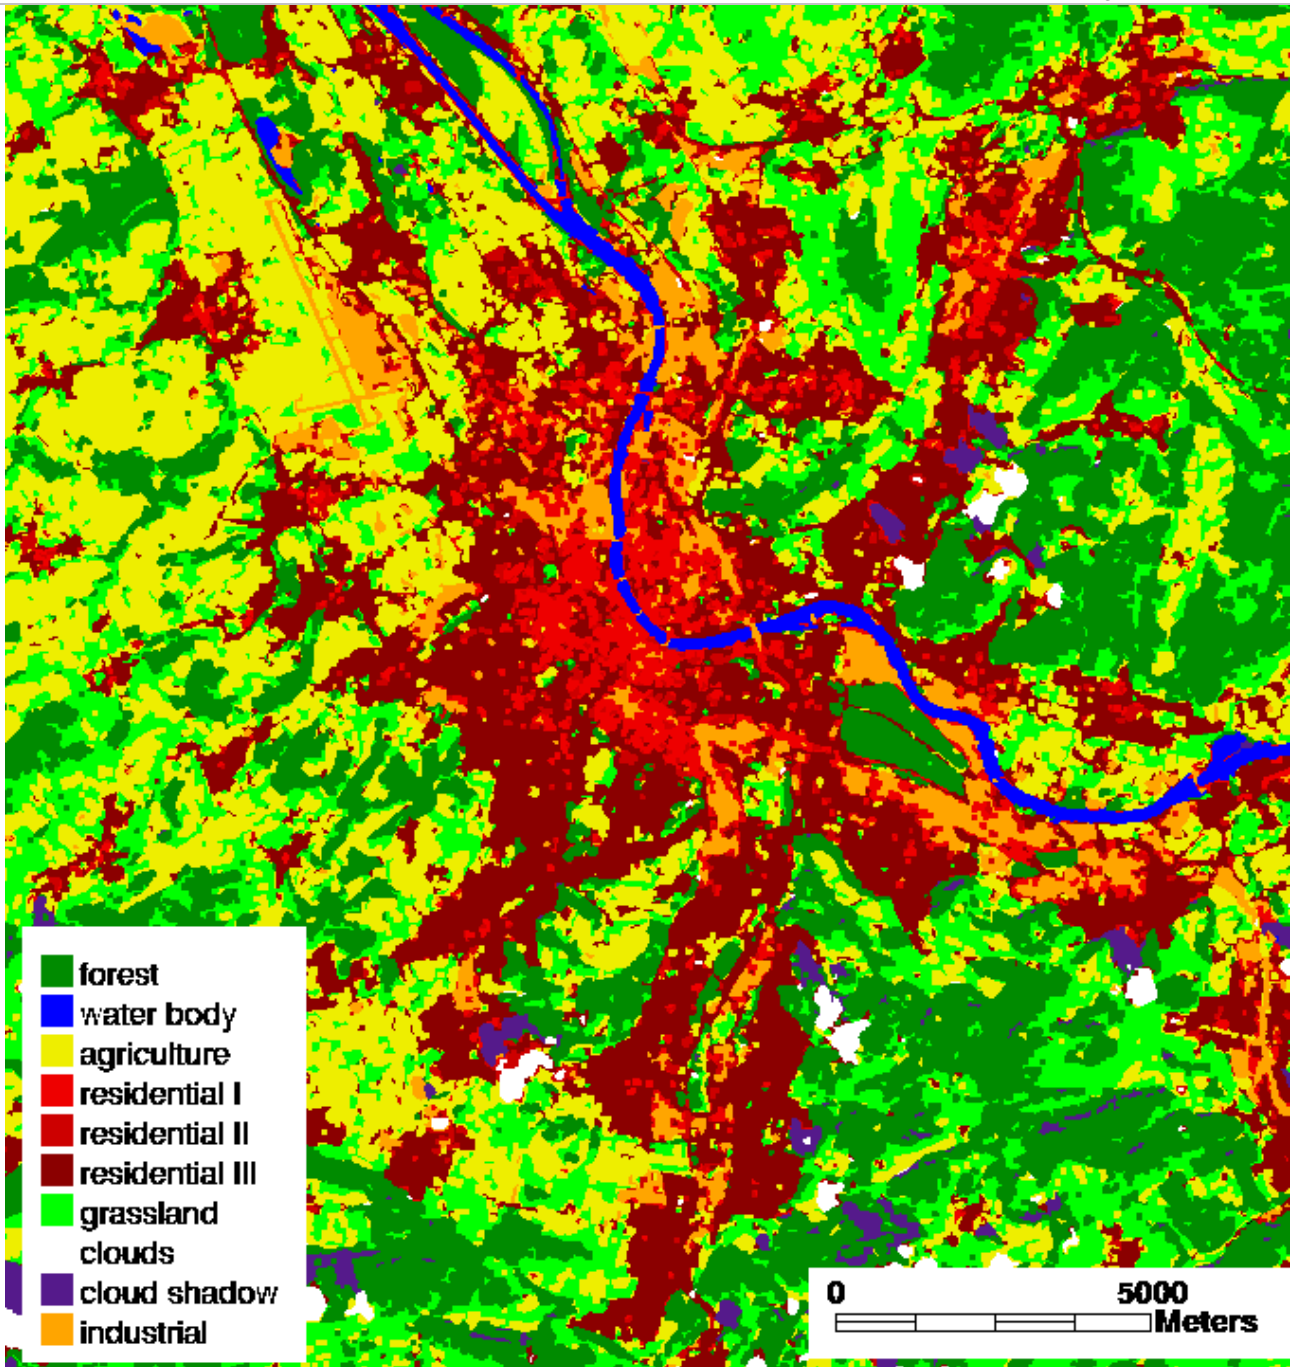 forest
water body
agriculture
residential I
residential II
residential III
grassland
clouds
cloud shadow
industrial
0 5000
Meters